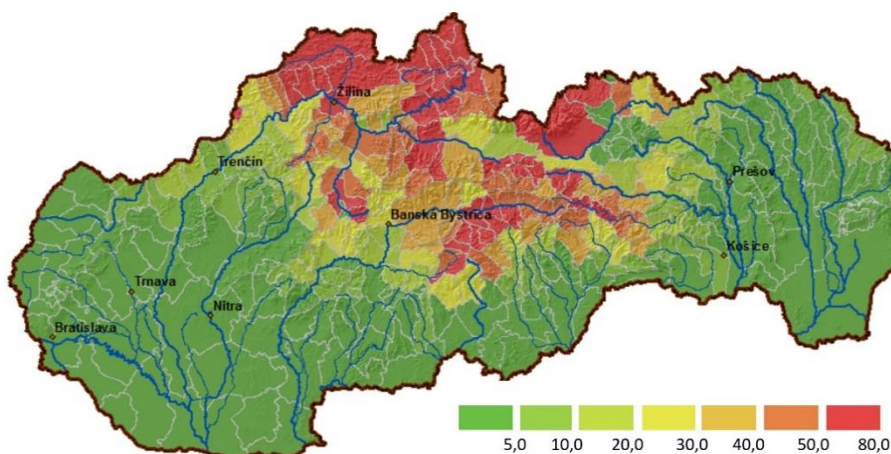 Žilina
Trenčín
Prešov
Banská Bystrica
Košice
Trnava
Nitra
Bratislava
5,0 10,0 20,0 30,0 40,0 50,0 80,0